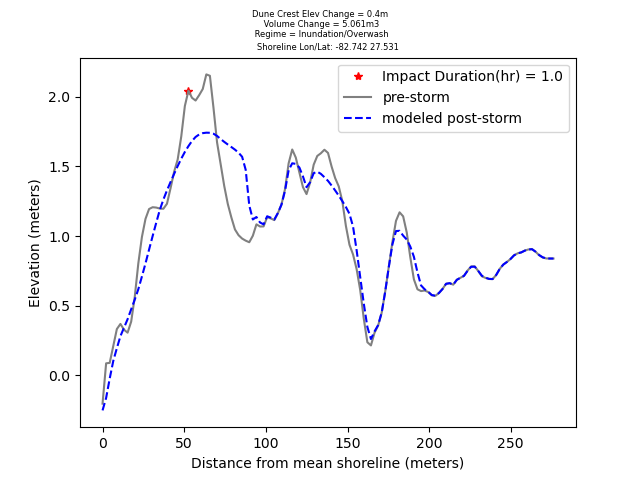 Dune Crest Elev Change = 0.4m
Volume Change = 5.061m3
Regime = Inundation/Overwash
Shoreline Lon/Lat: -82.742 27.531
Impact Duration(hr) = 1.0
pre-storm
modeled post-storm
Elevation (meters)
2.0
1.5
1.0
0.5
0.0
0 50 100 150 200 250
Distance from mean shoreline (meters)